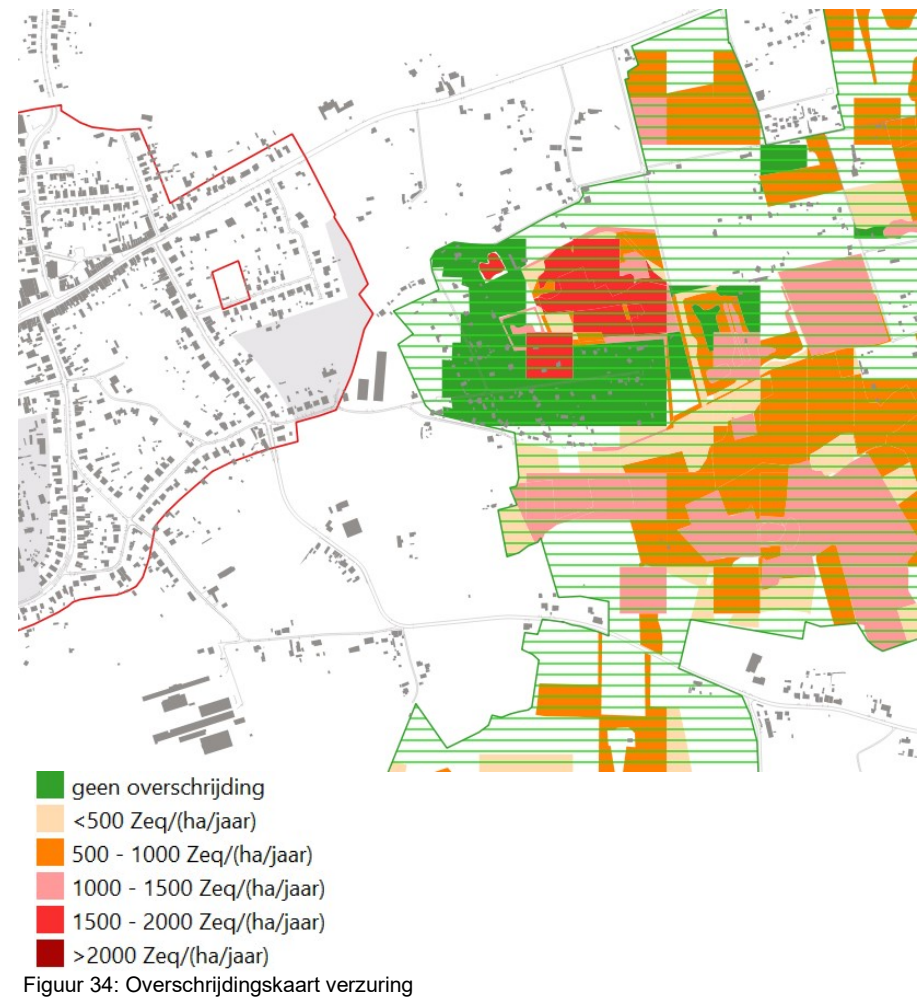 geen overschrijding
<500 Zeq/(ha/jaar)
500 - 1000 Zeq/(ha/jaar)
1000 - 1500 Zeq/(ha/jaar)
1500 - 2000 Zeq/(ha/jaar)
>2000 Zeq/(ha/jaar)
Figuur 34: Overschrijdingskaart verzuring